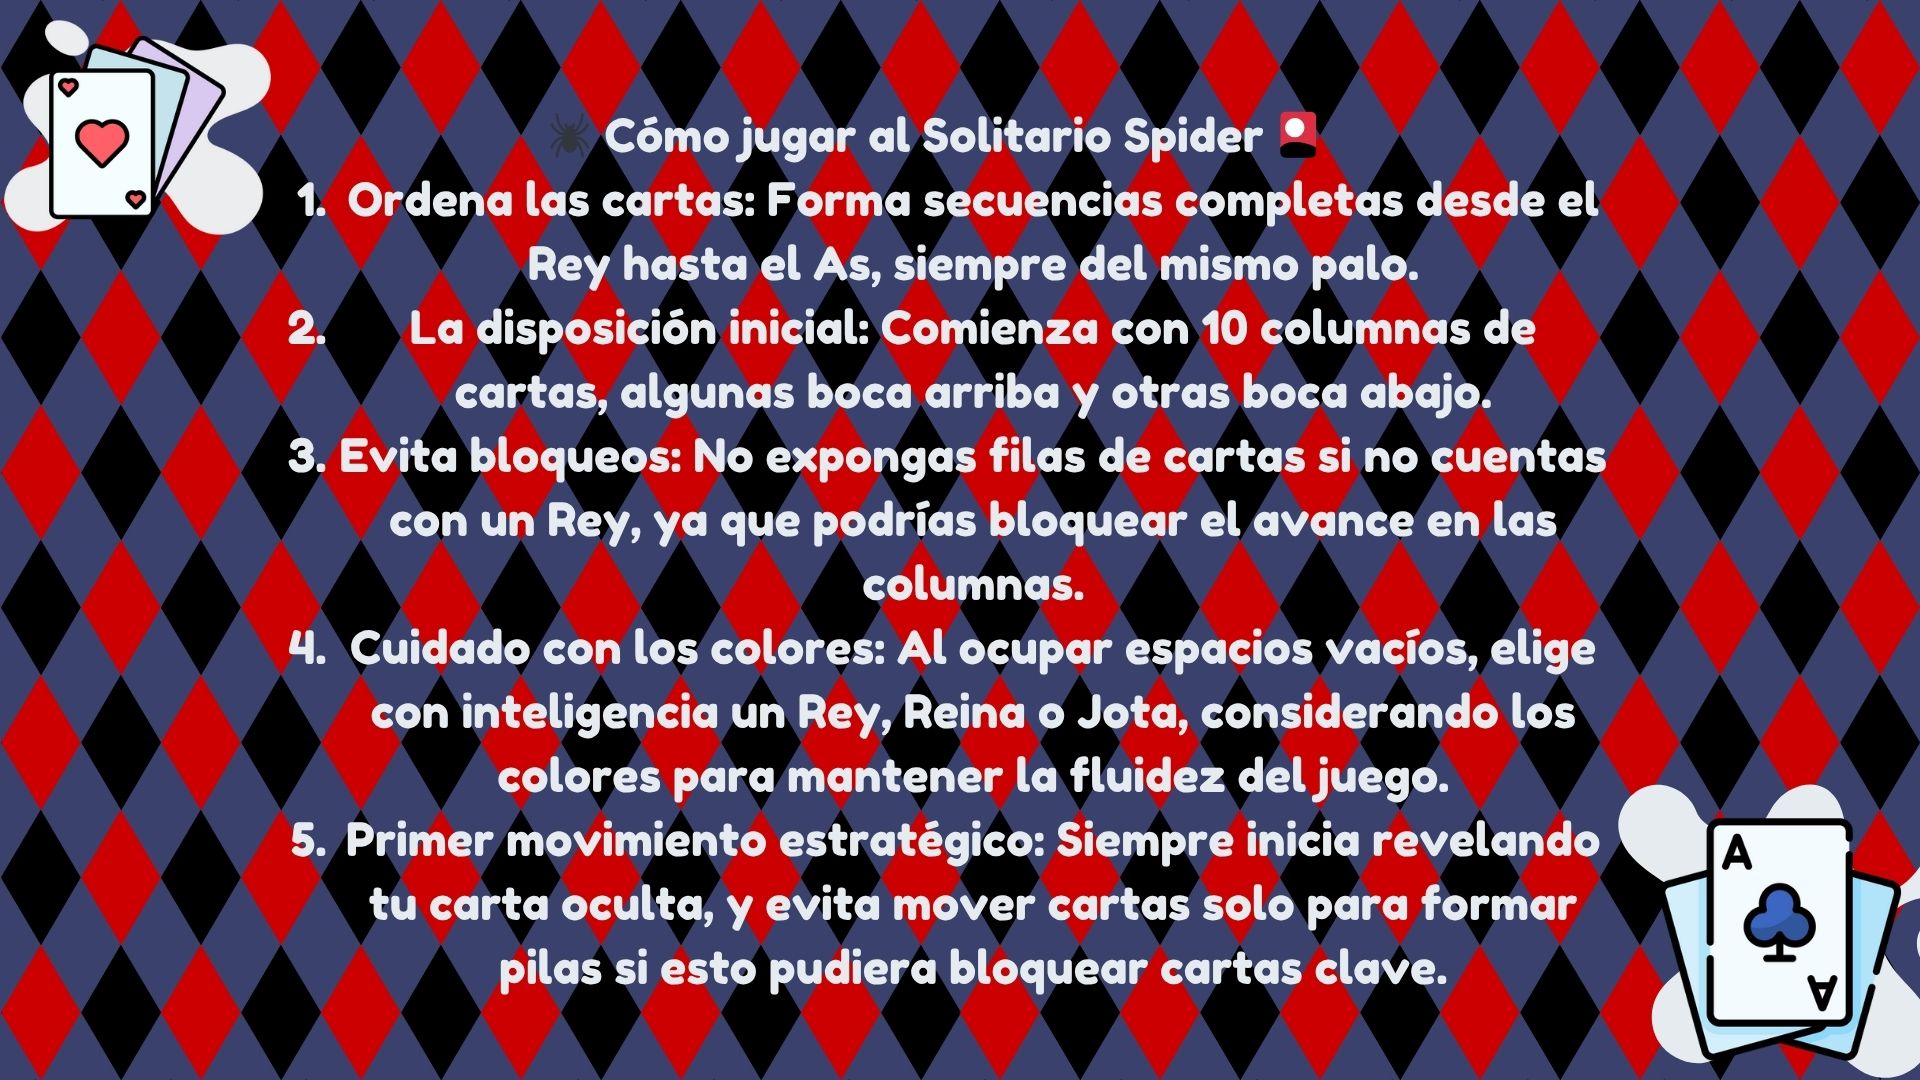 🕷 Cómo jugar al Solitario Spider 🎴
1. Ordena las cartas: Forma secuencias completas desde el
Rey hasta el As, siempre del mismo palo.
2. La disposición inicial: Comienza con 10 columnas de
cartas, algunas boca arriba y otras boca abajo.
3. Evita bloqueos: No expongas filas de cartas si no cuentas
con un Rey, ya que podrías bloquear el avance en las
columnas.
4. Cuidado con los colores: Al ocupar espacios vacíos, elige
con inteligencia un Rey, Reina o Jota, considerando los
colores para mantener la fluidez del juego.
5. Primer movimiento estratégico: Siempre inicia revelando
tu carta oculta, y evita mover cartas solo para formar
pilas si esto pudiera bloquear cartas clave.
A
A